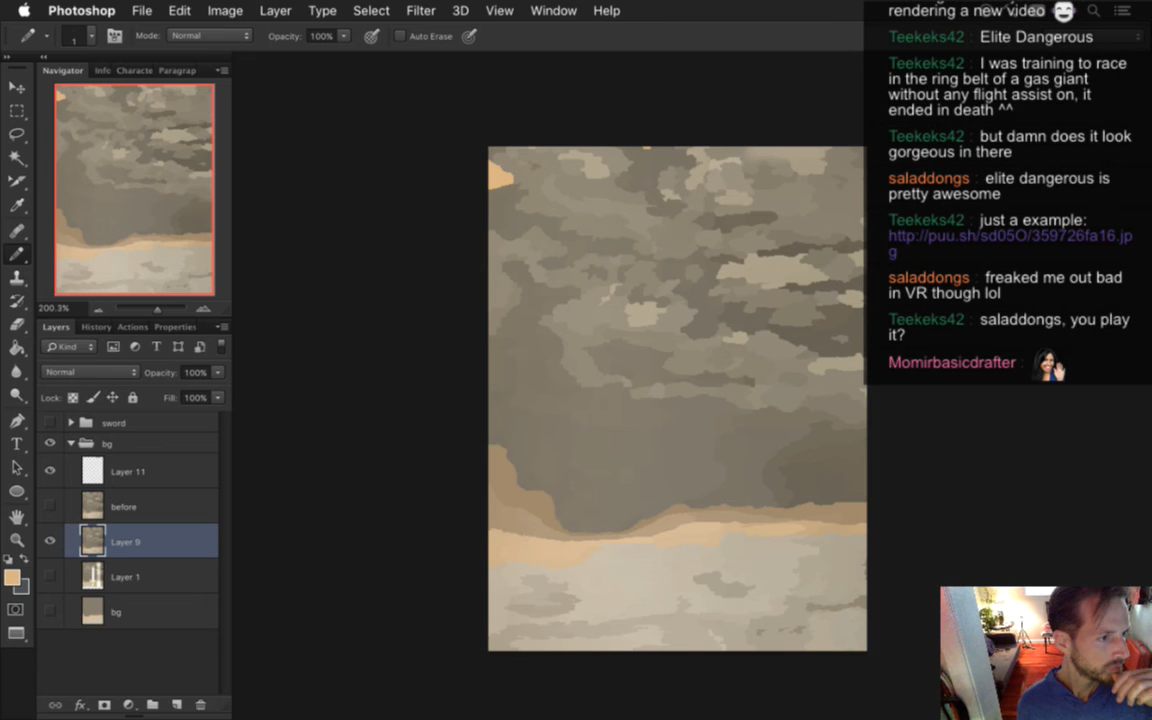 Photoshop File Edit Image Layer Type Select Filter 3D View Window Help
1 Mode: Normal Opacity: 100% Auto Erase
Navigator Info Characte Paragrap
200.3%
Layers History Actions Properties
Kind
Normal Opacity: 100%
Lock: Fill: 100%
sword
bg
Layer 11
before
Layer 9
Layer 1
bg
rendering a new video
Teekeks42 : Elite Dangerous
Teekeks42 : I was training to race
in the ring belt of a gas giant
without any flight assist on, it
ended in death ^^
Teekeks42 : but damn does it look
gorgeous in there
saladdongs : elite dangerous is
pretty awesome
Teekeks42 : just a example:
http://puu.sh/sd05O/359726fa16.jp
g
saladdongs : freaked me out bad
in VR though lol
Teekeks42 : saladdongs, you play
it?
Momirbasicdrafter :